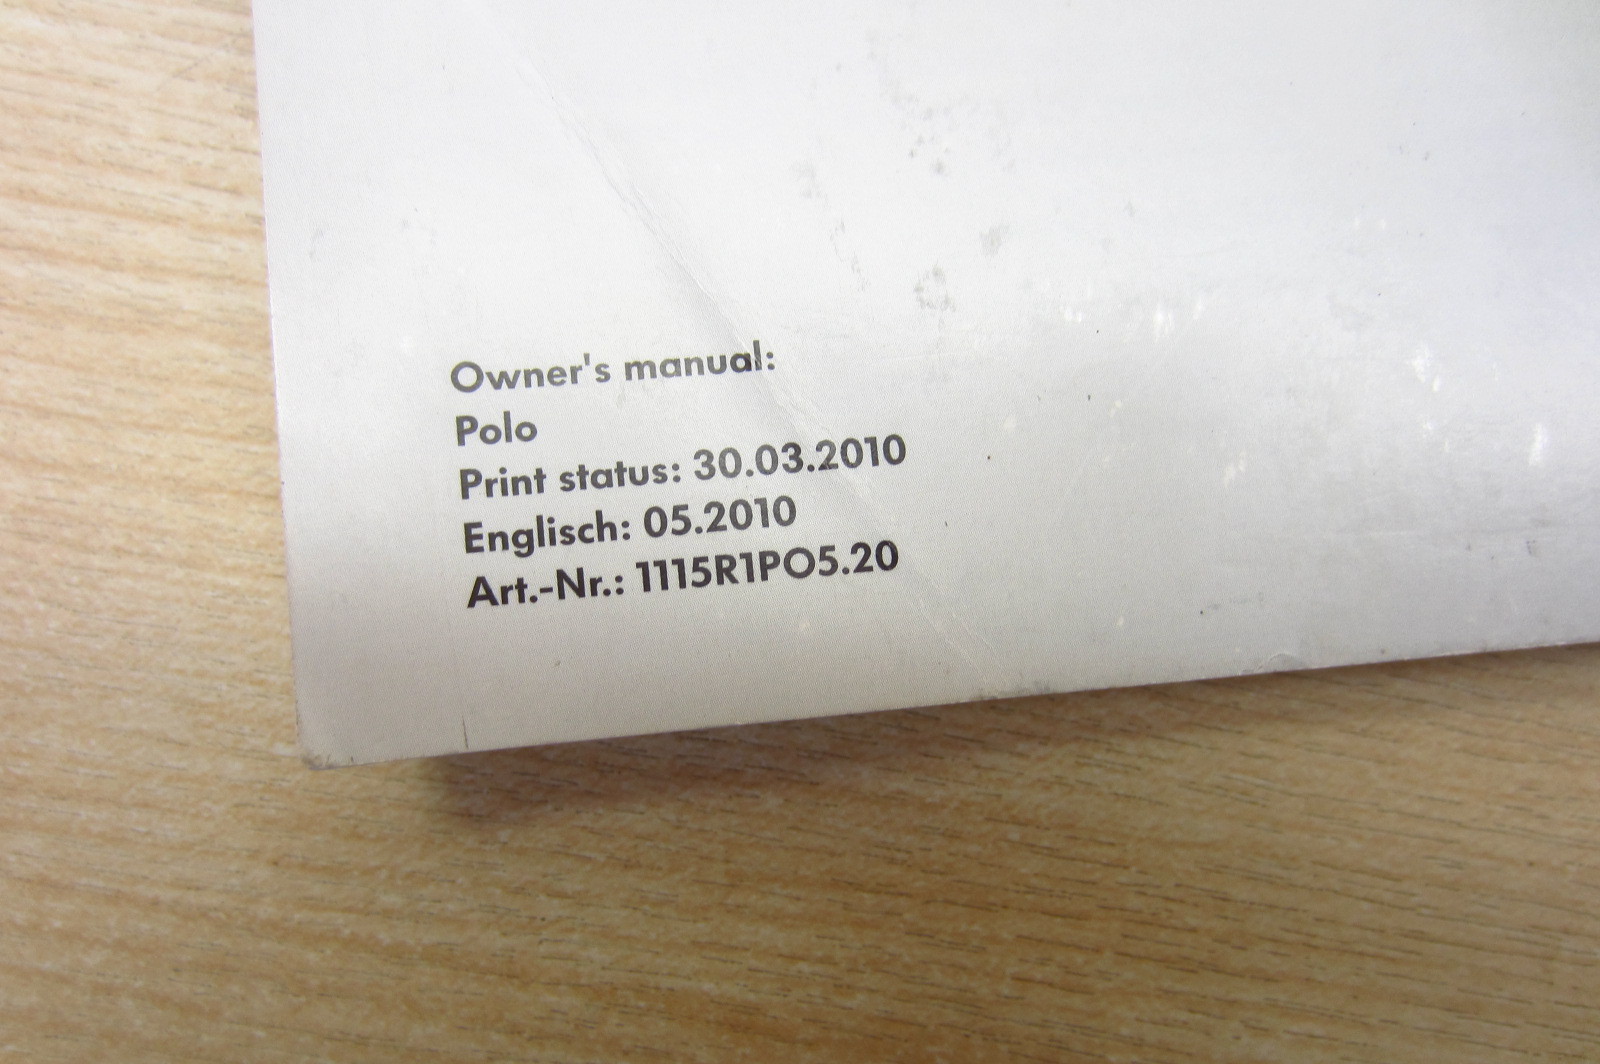 Owner's manual:
Polo
Print status: 30.03.2010
Englisch: 05.2010
Art.-Nr.: 1115R1PO5.20